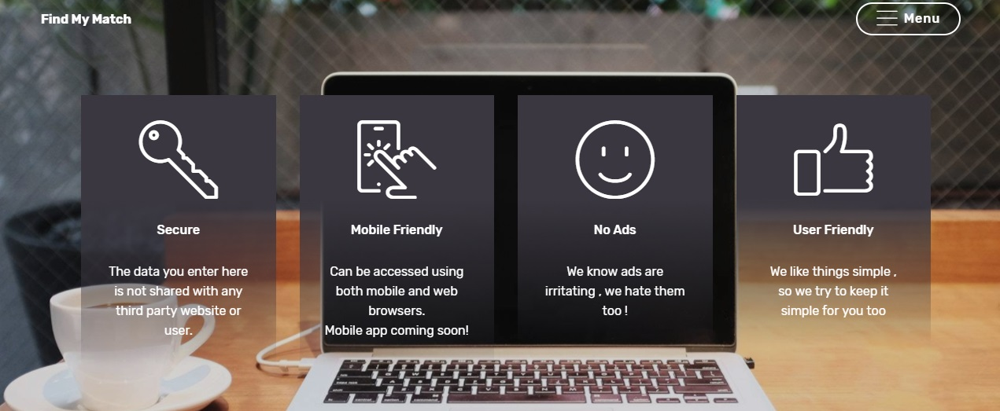 Find My Match
Menu
Secure
The data you enter here
is not shared with any
third party website or
user.
Mobile Friendly
Can be accessed using
both mobile and web
browsers.
Mobile app coming soon!
No Ads
We know ads are
irritating , we hate them
too !
User Friendly
We like things simple ,
so we try to keep it
simple for you too